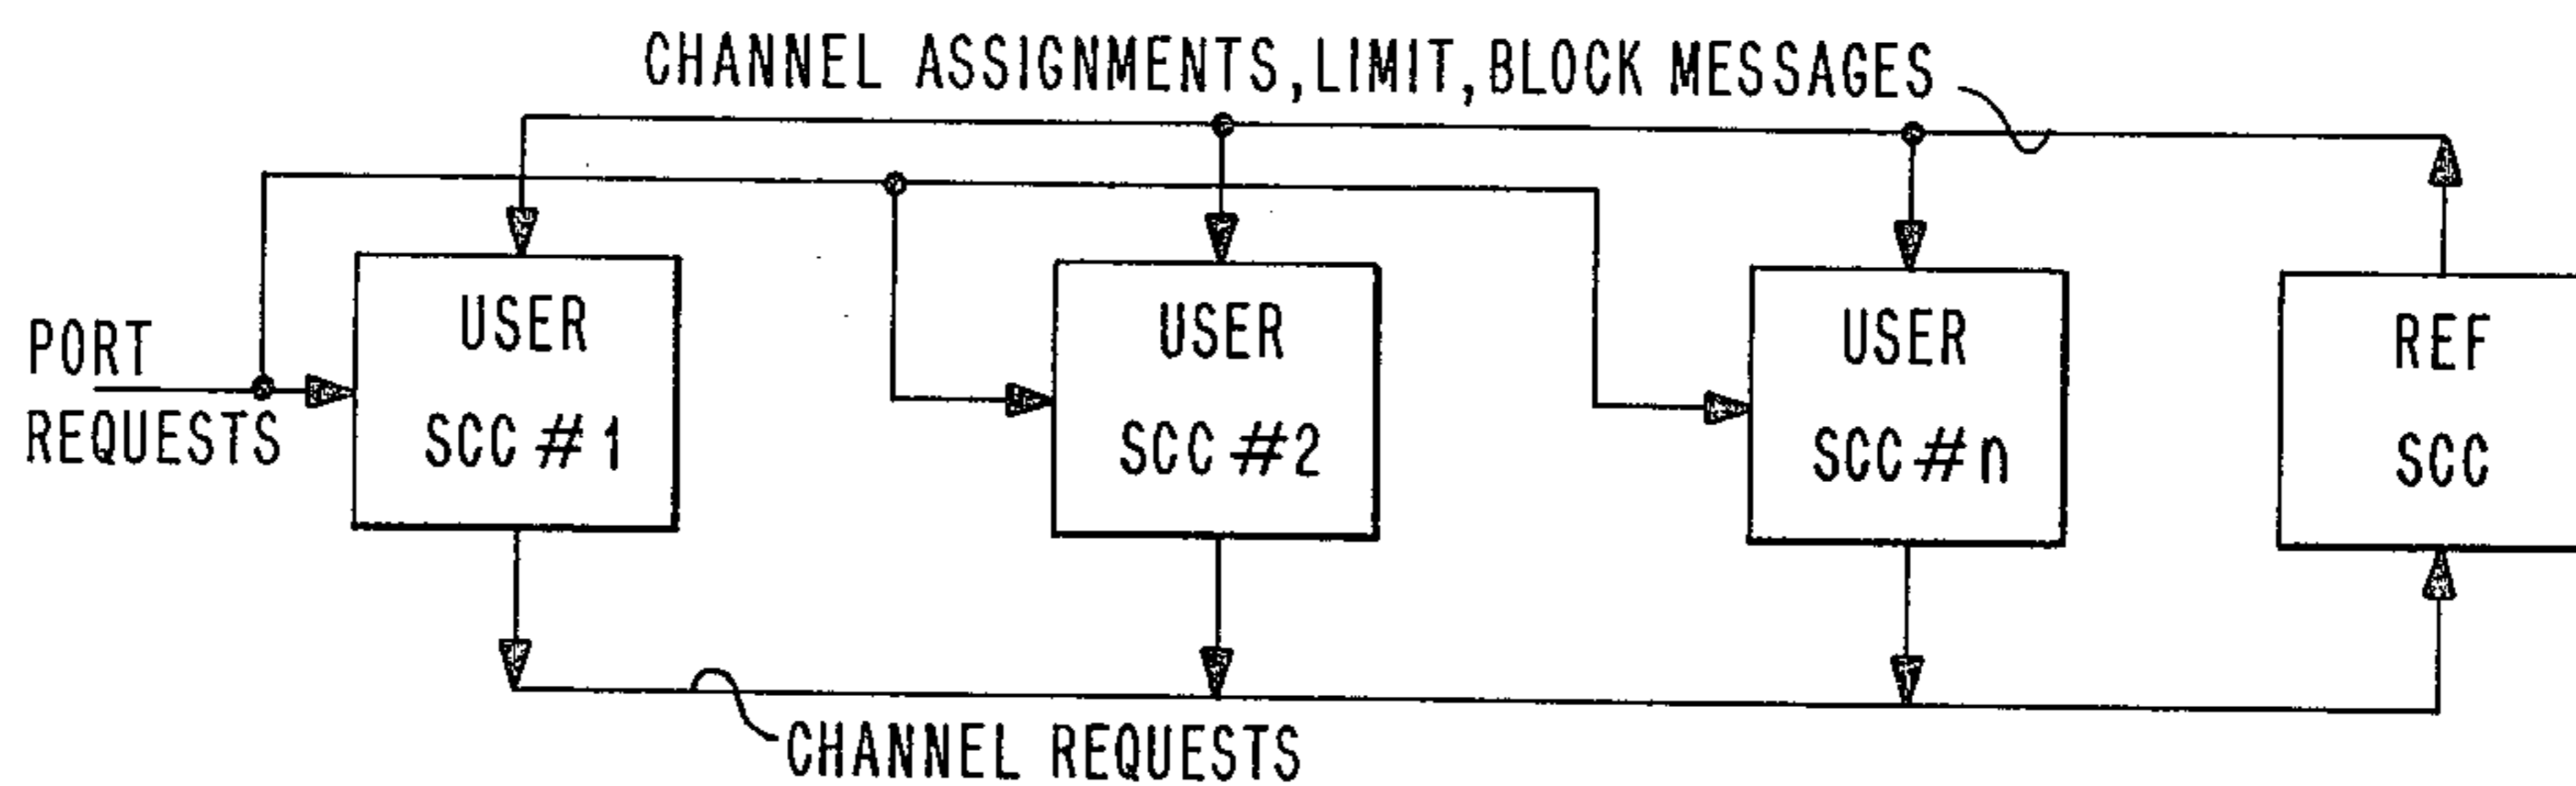 CHANNEL ASSIGNMENTS, LIMIT, BLOCK MESSAGES
PORT
REQUESTS
USER
SCC #1
USER
SCC #2
USER
SCC #n
REF
SCC
CHANNEL REQUESTS